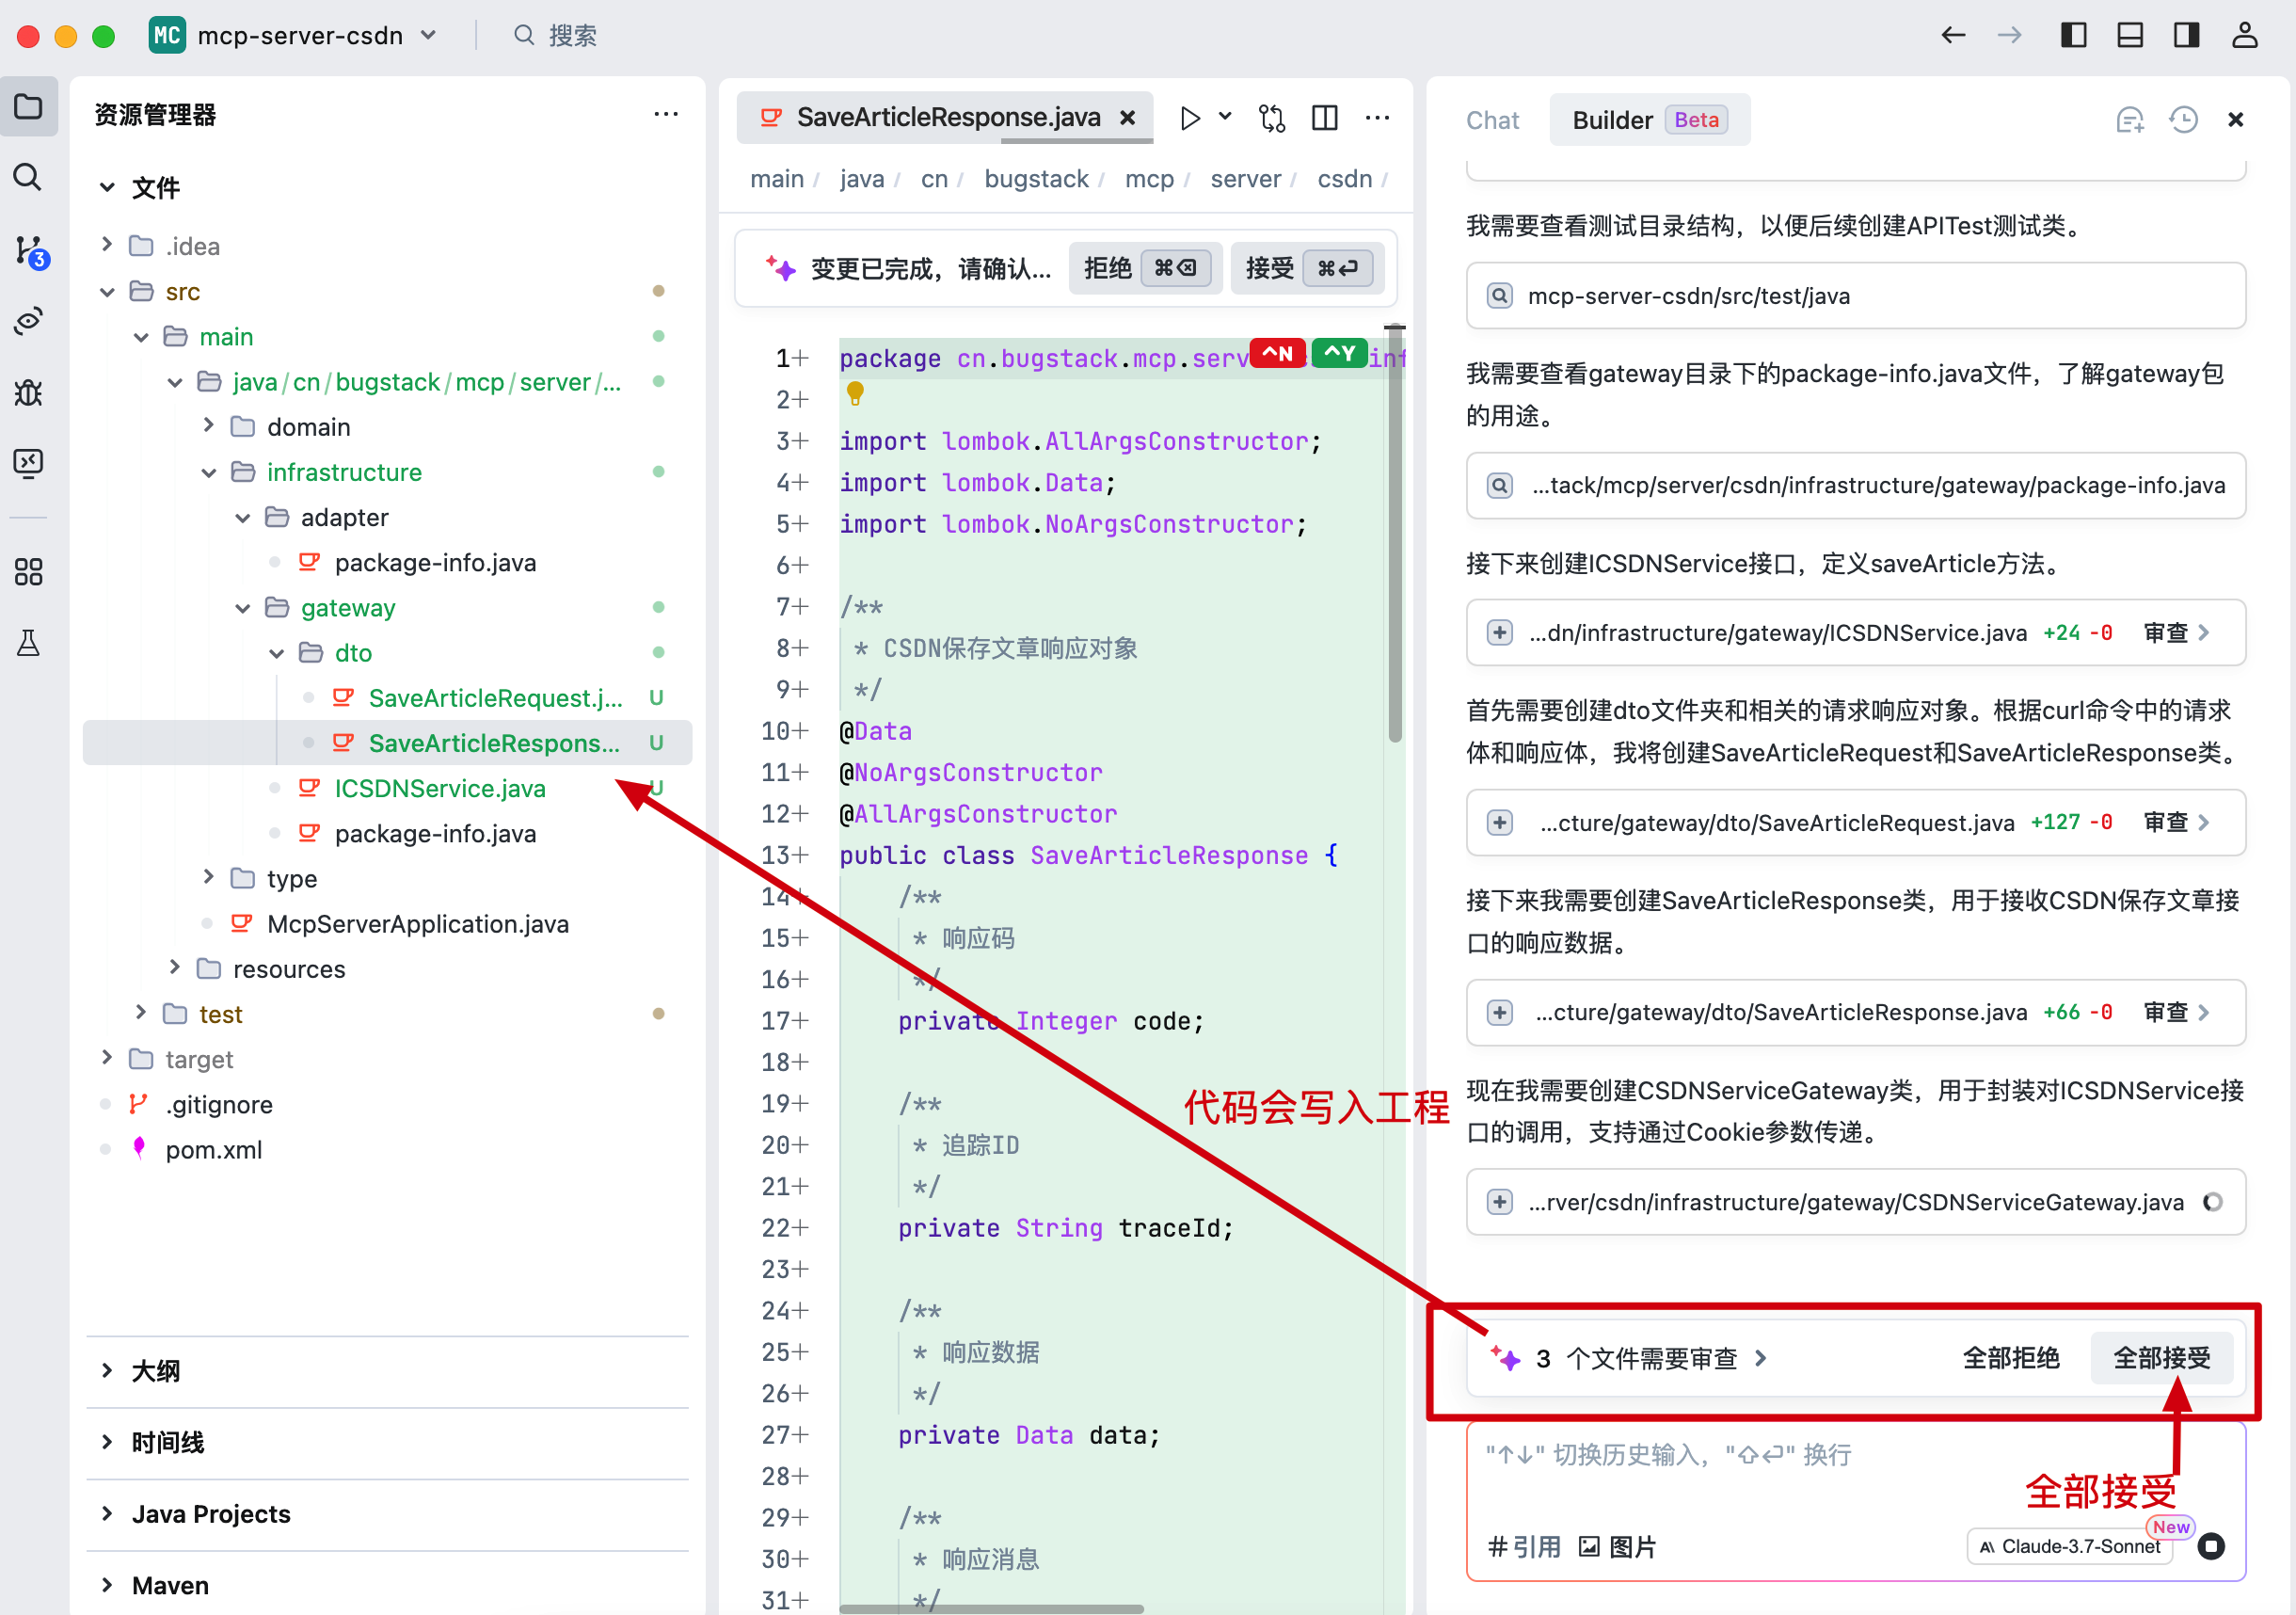 MC mcp-server-csdn 搜索
资源管理器
文件
.idea
src
main
java/cn/bugstack/mcp/server/...
domain
infrastructure
adapter
package-info.java
gateway
dto
SaveArticleRequest.j... U
SaveArticleRespons... U
ICSDNService.java U
package-info.java
type
McpServerApplication.java
resources
test
target
.gitignore
pom.xml
大纲
时间线
Java Projects
Maven
3
SaveArticleResponse.java
main / java / cn / bugstack / mcp / server / csdn /
变更已完成，请确认... 拒绝 ⌘⌫ 接受 ⌘⏎
^N ^Y
1+ package cn.bugstack.mcp.serv inf
2+
3+ import lombok.AllArgsConstructor;
4+ import lombok.Data;
5+ import lombok.NoArgsConstructor;
6+
7+ /**
8+ * CSDN保存文章响应对象
9+ */
10+ @Data
11+ @NoArgsConstructor
12+ @AllArgsConstructor
13+ public class SaveArticleResponse {
14+ /**
15+ * 响应码
16+ */
17+ private Integer code;
18+
19+ /**
20+ * 追踪ID
21+ */
22+ private String traceId;
23+
24+ /**
25+ * 响应数据
26+ */
27+ private Data data;
28+
29+ /**
30+ * 响应消息
31+ */
代码会写入工程
Chat Builder Beta
我需要查看测试目录结构，以便后续创建APITest测试类。
mcp-server-csdn/src/test/java
我需要查看gateway目录下的package-info.java文件，了解gateway包
的用途。
...tack/mcp/server/csdn/infrastructure/gateway/package-info.java
接下来创建ICSDNService接口，定义saveArticle方法。
...dn/infrastructure/gateway/ICSDNService.java +24 -0 审查
首先需要创建dto文件夹和相关的请求响应对象。根据curl命令中的请求
体和响应体，我将创建SaveArticleRequest和SaveArticleResponse类。
...cture/gateway/dto/SaveArticleRequest.java +127 -0 审查
接下来我需要创建SaveArticleResponse类，用于接收CSDN保存文章接
口的响应数据。
...cture/gateway/dto/SaveArticleResponse.java +66 -0 审查
现在我需要创建CSDNServiceGateway类，用于封装对ICSDNService接
口的调用，支持通过Cookie参数传递。
...rver/csdn/infrastructure/gateway/CSDNServiceGateway.java
3 个文件需要审查 全部拒绝 全部接受
"↑↓" 切换历史输入，"⇧⏎" 换行
全部接受
New
# 引用 图片 Claude-3.7-Sonnet